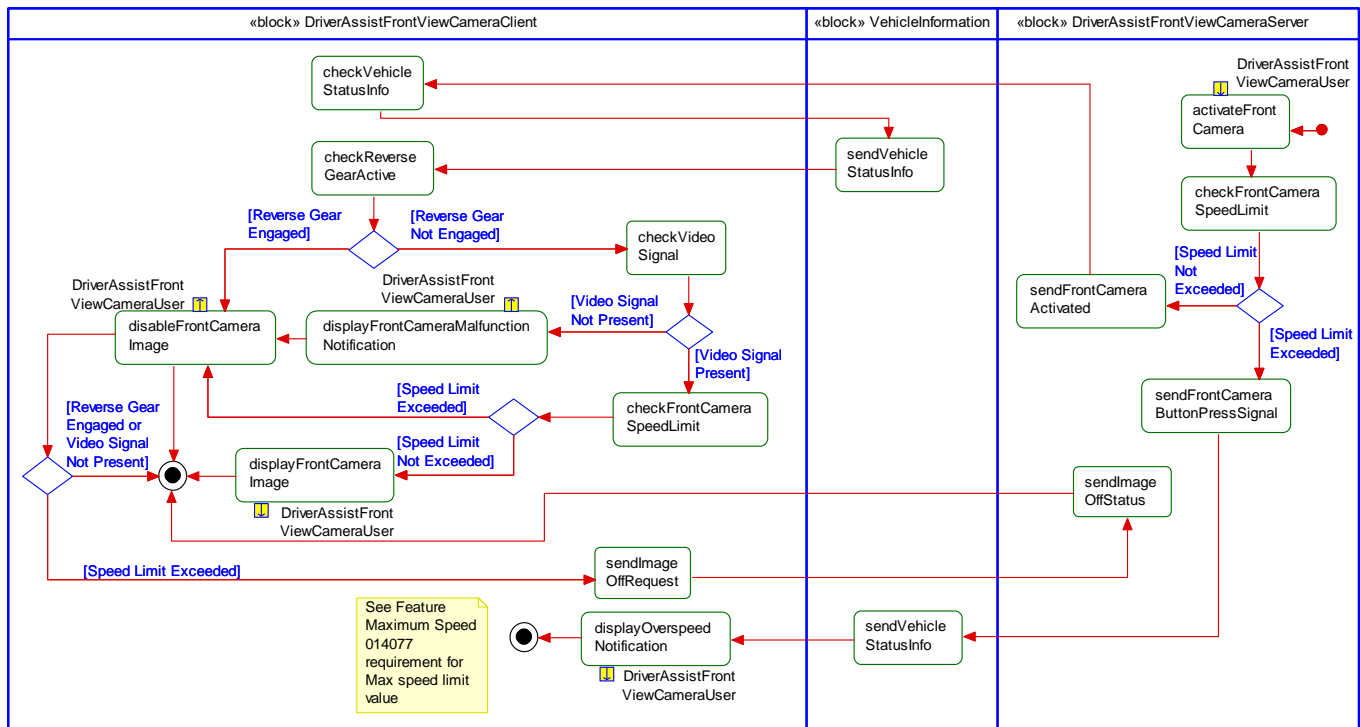 «block» DriverAssistFrontViewCameraClient
«block» VehicleInformation
«block» DriverAssistFrontViewCameraServer
DriverAssistFront
ViewCameraUser
checkVehicle
StatusInfo
activateFront
Camera
sendVehicle
StatusInfo
checkReverse
GearActive
checkFrontCamera
SpeedLimit
[Reverse Gear
Engaged]
[Reverse Gear
Not Engaged]
checkVideo
Signal
[Speed Limit
Not
Exceeded]
DriverAssistFront
ViewCameraUser
DriverAssistFront
ViewCameraUser
sendFrontCamera
Activated
[Video Signal
Not Present]
disableFrontCamera
Image
displayFrontCameraMalfunction
Notification
[Speed Limit
Exceeded]
[Video Signal
Present]
[Speed Limit
Exceeded]
checkFrontCamera
SpeedLimit
sendFrontCamera
ButtonPressSignal
[Reverse Gear
Engaged or
Video Signal
Not Present]
[Speed Limit
Not Exceeded]
displayFrontCamera
Image
sendImage
OffStatus
DriverAssistFront
ViewCameraUser
[Speed Limit Exceeded]
sendImage
OffRequest
See Feature
Maximum Speed
014077
requirement for
Max speed limit
value
displayOverspeed
Notification
sendVehicle
StatusInfo
DriverAssistFront
ViewCameraUser